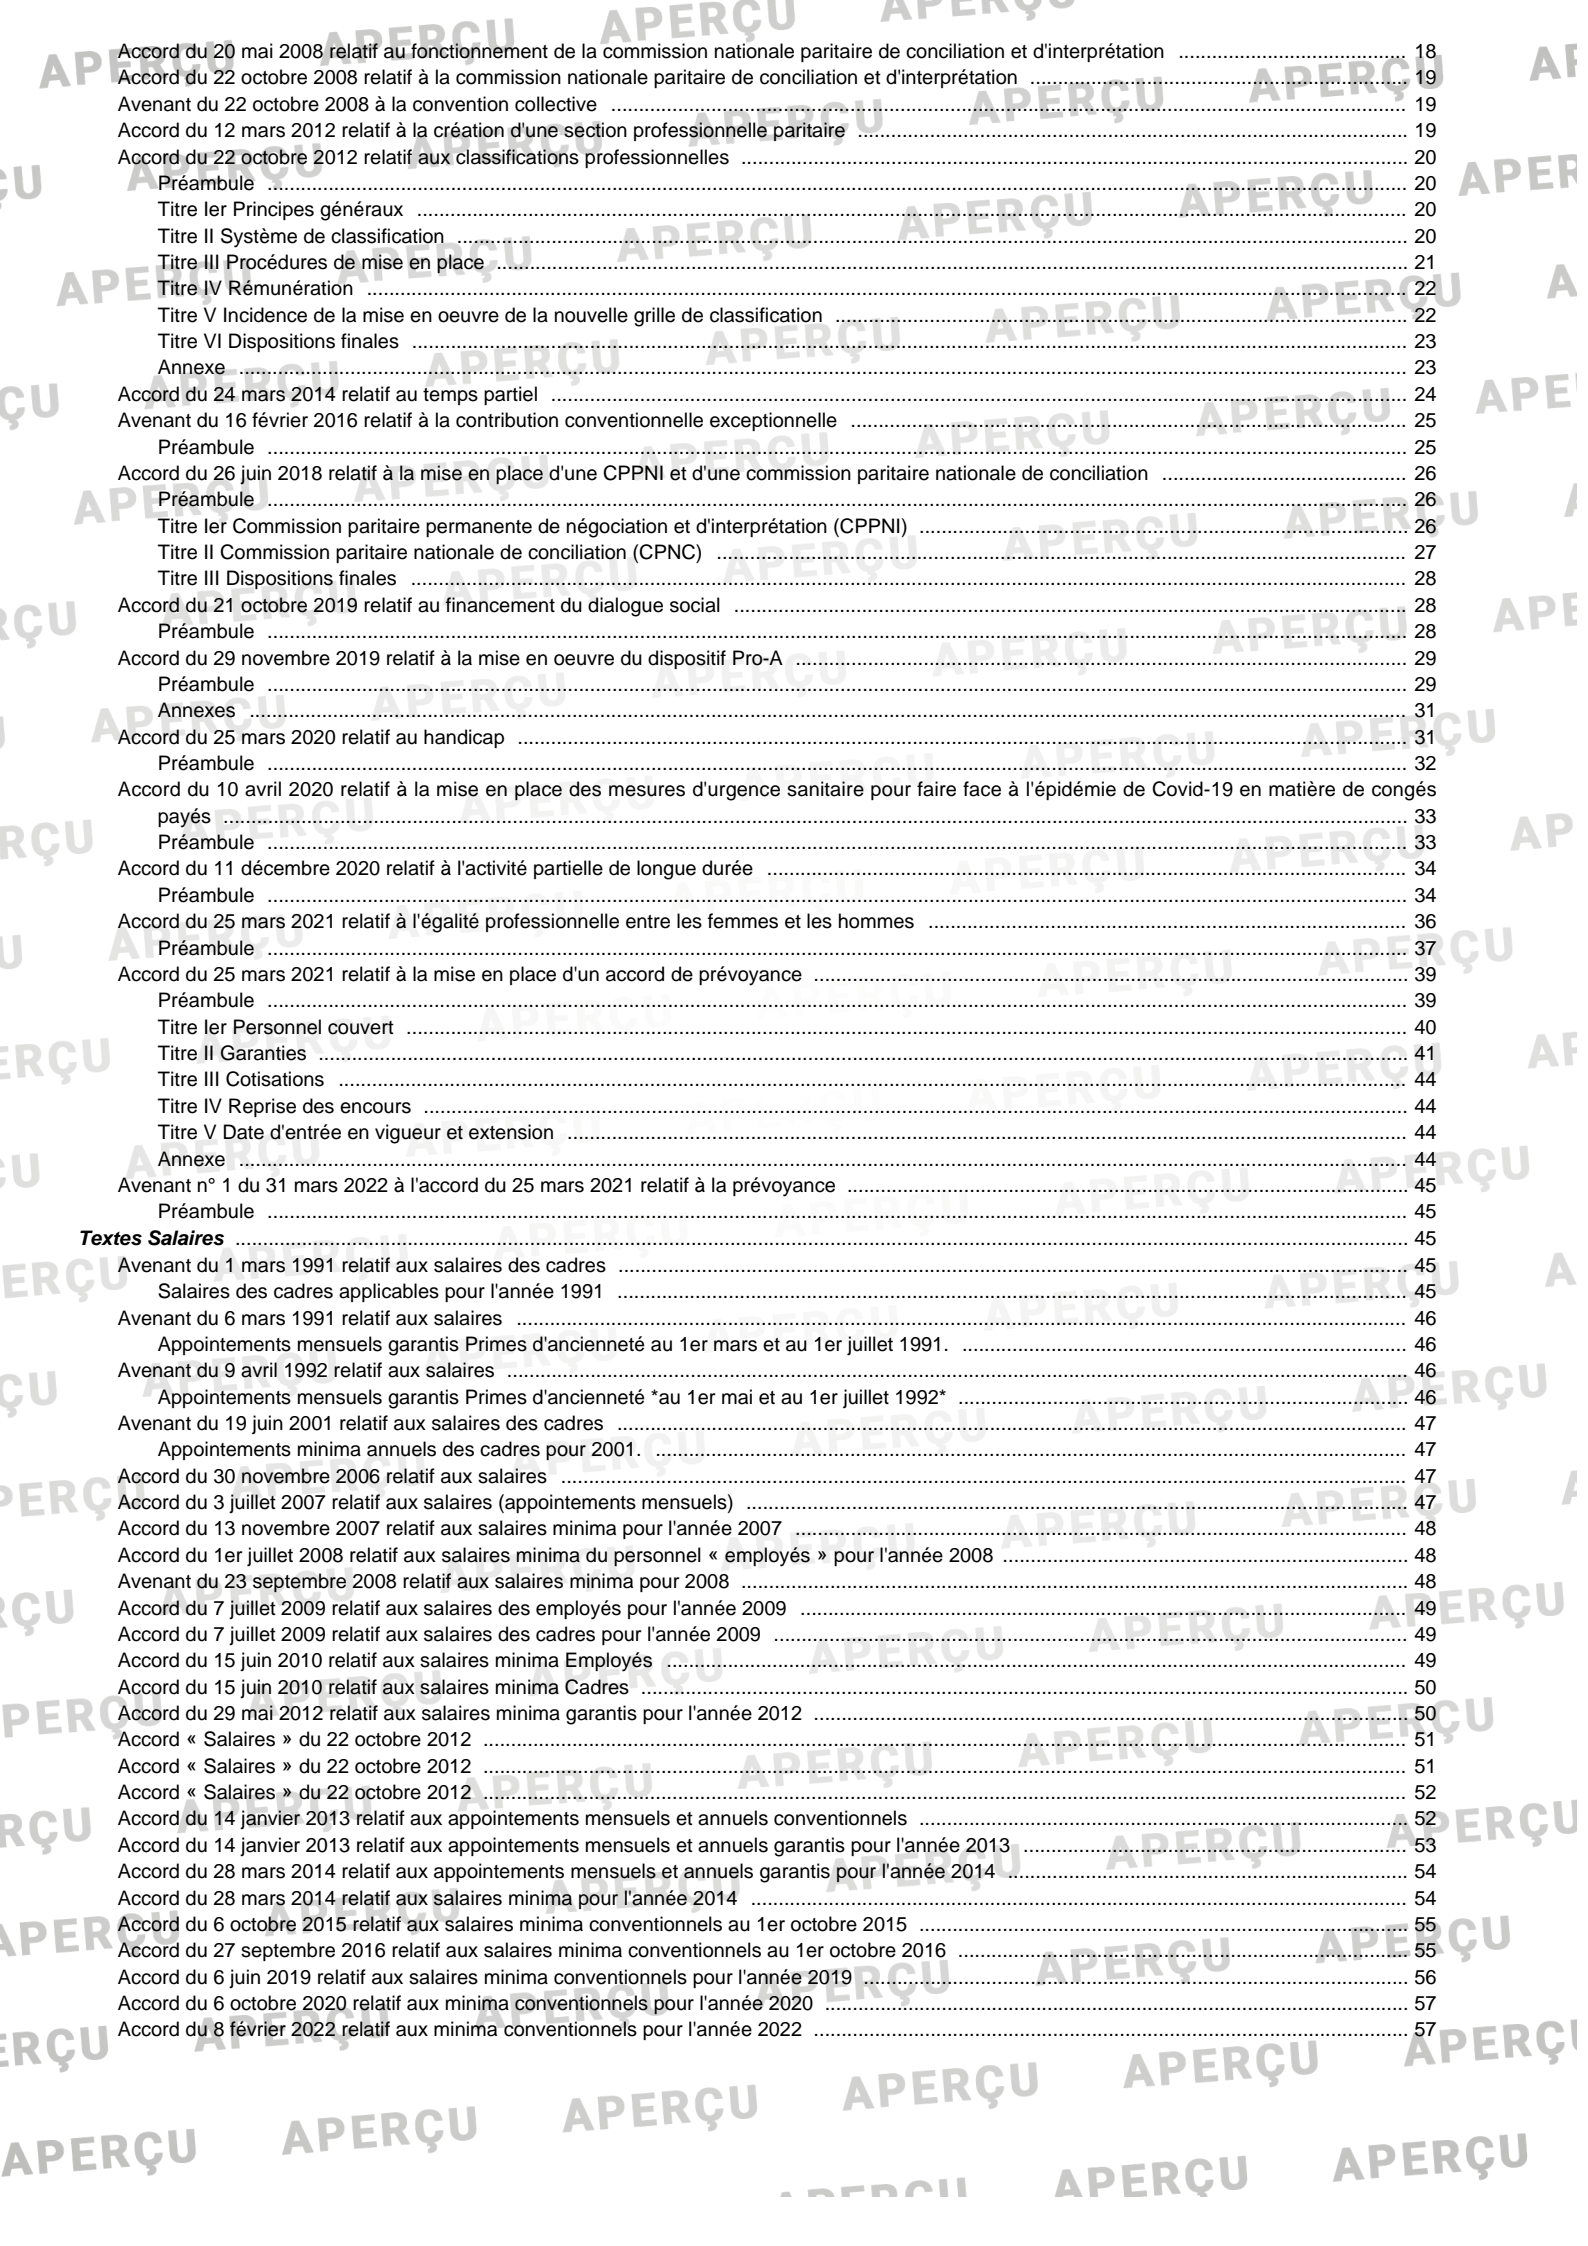 Accord du 20 mai 2008 relatif au fonctionnement de la commission nationale paritaire de conciliation et d'interprétation ........ 18
Accord du 22 octobre 2008 relatif à la commission nationale paritaire de conciliation et d'interprétation ........ 19
Avenant du 22 octobre 2008 à la convention collective ........ 19
Accord du 12 mars 2012 relatif à la création d'une section professionnelle paritaire ........ 19
Accord du 22 octobre 2012 relatif aux classifications professionnelles ........ 20
Préambule ........ 20
Titre Ier Principes généraux ........ 20
Titre II Système de classification ........ 20
Titre III Procédures de mise en place ........ 21
Titre IV Rémunération ........ 22
Titre V Incidence de la mise en oeuvre de la nouvelle grille de classification ........ 22
Titre VI Dispositions finales ........ 23
Annexe ........ 23
Accord du 24 mars 2014 relatif au temps partiel ........ 24
Avenant du 16 février 2016 relatif à la contribution conventionnelle exceptionnelle ........ 25
Préambule ........ 25
Accord du 26 juin 2018 relatif à la mise en place d'une CPPNI et d'une commission paritaire nationale de conciliation ........ 26
Préambule ........ 26
Titre Ier Commission paritaire permanente de négociation et d'interprétation (CPPNI) ........ 26
Titre II Commission paritaire nationale de conciliation (CPNC) ........ 27
Titre III Dispositions finales ........ 28
Accord du 21 octobre 2019 relatif au financement du dialogue social ........ 28
Préambule ........ 28
Accord du 29 novembre 2019 relatif à la mise en oeuvre du dispositif Pro-A ........ 29
Préambule ........ 29
Annexes ........ 31
Accord du 25 mars 2020 relatif au handicap ........ 31
Préambule ........ 32
Accord du 10 avril 2020 relatif à la mise en place des mesures d'urgence sanitaire pour faire face à l'épidémie de Covid-19 en matière de congés
payés ........ 33
Préambule ........ 33
Accord du 11 décembre 2020 relatif à l'activité partielle de longue durée ........ 34
Préambule ........ 34
Accord du 25 mars 2021 relatif à l'égalité professionnelle entre les femmes et les hommes ........ 36
Préambule ........ 37
Accord du 25 mars 2021 relatif à la mise en place d'un accord de prévoyance ........ 39
Préambule ........ 39
Titre Ier Personnel couvert ........ 40
Titre II Garanties ........ 41
Titre III Cotisations ........ 44
Titre IV Reprise des encours ........ 44
Titre V Date d'entrée en vigueur et extension ........ 44
Annexe ........ 44
Avenant n° 1 du 31 mars 2022 à l'accord du 25 mars 2021 relatif à la prévoyance ........ 45
Préambule ........ 45
Textes Salaires ........ 45
Avenant du 1 mars 1991 relatif aux salaires des cadres ........ 45
Salaires des cadres applicables pour l'année 1991 ........ 45
Avenant du 6 mars 1991 relatif aux salaires ........ 46
Appointements mensuels garantis Primes d'ancienneté au 1er mars et au 1er juillet 1991. ........ 46
Avenant du 9 avril 1992 relatif aux salaires ........ 46
Appointements mensuels garantis Primes d'ancienneté *au 1er mai et au 1er juillet 1992* ........ 46
Avenant du 19 juin 2001 relatif aux salaires des cadres ........ 47
Appointements minima annuels des cadres pour 2001. ........ 47
Accord du 30 novembre 2006 relatif aux salaires ........ 47
Accord du 3 juillet 2007 relatif aux salaires (appointements mensuels) ........ 47
Accord du 13 novembre 2007 relatif aux salaires minima pour l'année 2007 ........ 48
Accord du 1er juillet 2008 relatif aux salaires minima du personnel « employés » pour l'année 2008 ........ 48
Avenant du 23 septembre 2008 relatif aux salaires minima pour 2008 ........ 48
Accord du 7 juillet 2009 relatif aux salaires des employés pour l'année 2009 ........ 49
Accord du 7 juillet 2009 relatif aux salaires des cadres pour l'année 2009 ........ 49
Accord du 15 juin 2010 relatif aux salaires minima Employés ........ 49
Accord du 15 juin 2010 relatif aux salaires minima Cadres ........ 50
Accord du 29 mai 2012 relatif aux salaires minima garantis pour l'année 2012 ........ 50
Accord « Salaires » du 22 octobre 2012 ........ 51
Accord « Salaires » du 22 octobre 2012 ........ 51
Accord « Salaires » du 22 octobre 2012 ........ 52
Accord du 14 janvier 2013 relatif aux appointements mensuels et annuels conventionnels ........ 52
Accord du 14 janvier 2013 relatif aux appointements mensuels et annuels garantis pour l'année 2013 ........ 53
Accord du 28 mars 2014 relatif aux appointements mensuels et annuels garantis pour l'année 2014 ........ 54
Accord du 28 mars 2014 relatif aux salaires minima pour l'année 2014 ........ 54
Accord du 6 octobre 2015 relatif aux salaires minima conventionnels au 1er octobre 2015 ........ 55
Accord du 27 septembre 2016 relatif aux salaires minima conventionnels au 1er octobre 2016 ........ 55
Accord du 6 juin 2019 relatif aux salaires minima conventionnels pour l'année 2019 ........ 56
Accord du 6 octobre 2020 relatif aux minima conventionnels pour l'année 2020 ........ 57
Accord du 8 février 2022 relatif aux minima conventionnels pour l'année 2022 ........ 57
APERÇU